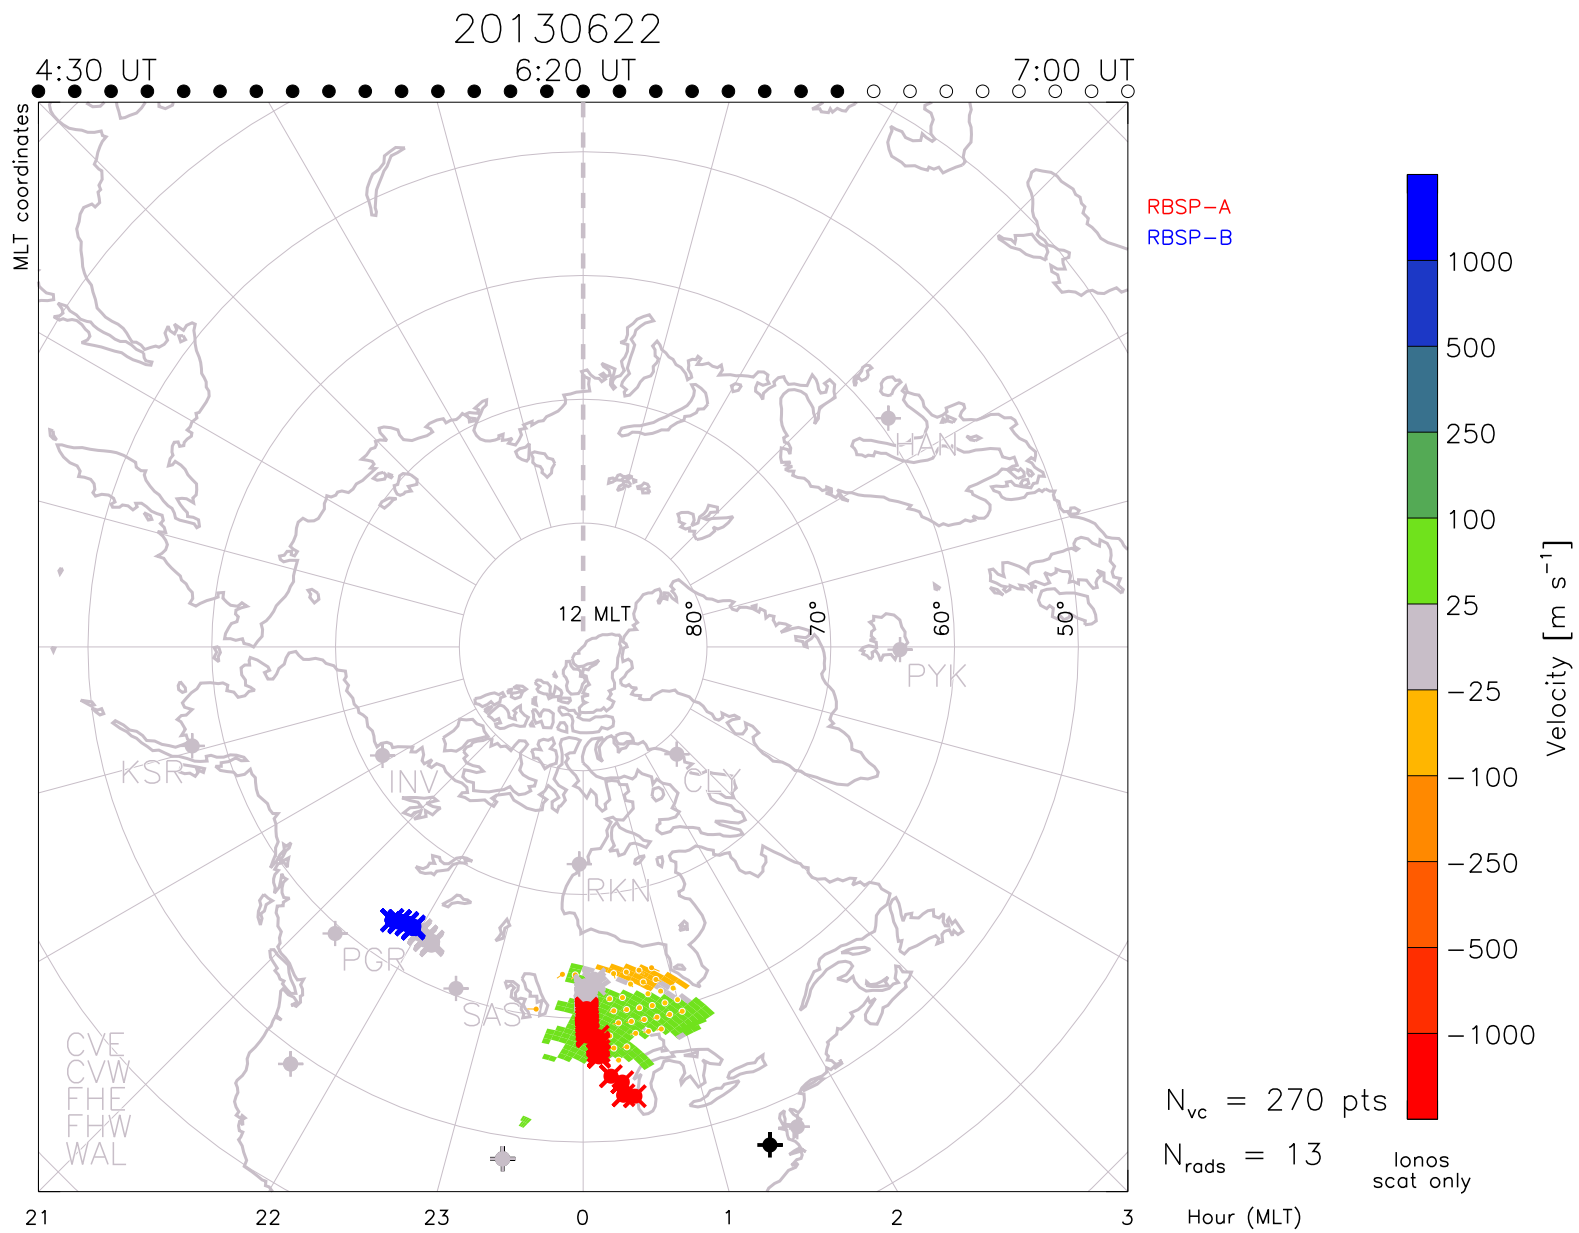 20130622
4:30 UT 6:20 UT 7:00 UT
MLT coordinates
RBSP-A
RBSP-B
1000
500
250
100
25
-25
-100
-250
-500
-1000
Velocity [m s⁻¹]
Ionos
scat only
HAN
12 MLT
80°
70°
60°
50°
PYK
KSR
INV
CLY
RKN
PGR
SAS
CVE
CVW
FHE
FHW
WAL
Nvc = 270 pts
Nrads = 13
21 22 23 0 1 2 3 Hour (MLT)